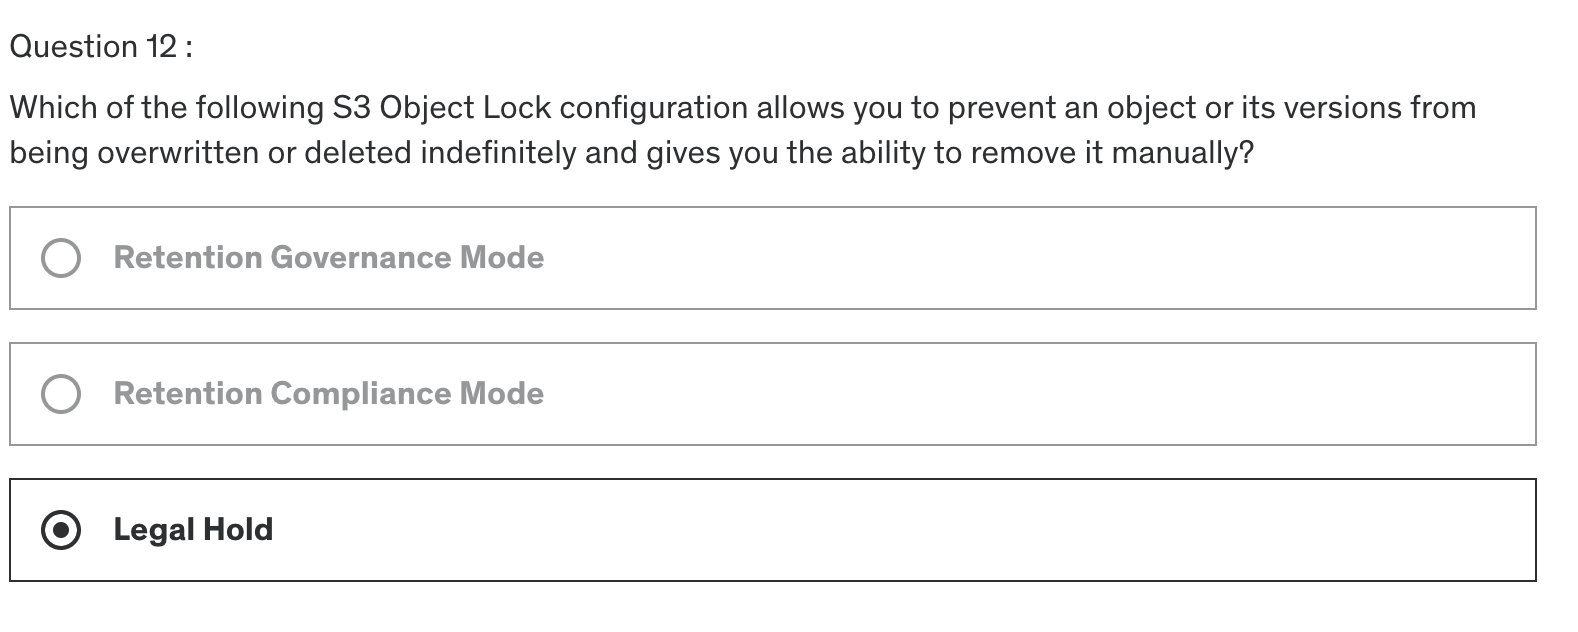 Question 12 :
Which of the following S3 Object Lock configuration allows you to prevent an object or its versions from
being overwritten or deleted indefinitely and gives you the ability to remove it manually?
Retention Governance Mode
Retention Compliance Mode
Legal Hold